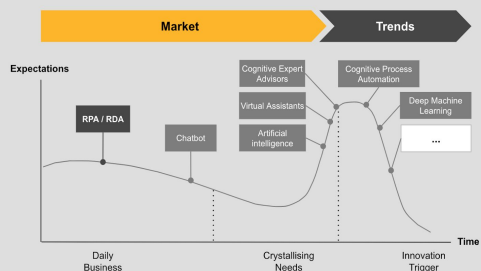 Market
Trends
Expectations
Cognitive Expert
Advisors
Cognitive Process
Automation
Virtual Assistants
Deep Machine
Learning
RPA / RDA
Chatbot
Artificial
intelligence
...
Time
Daily
Business
Crystallising
Needs
Innovation
Trigger